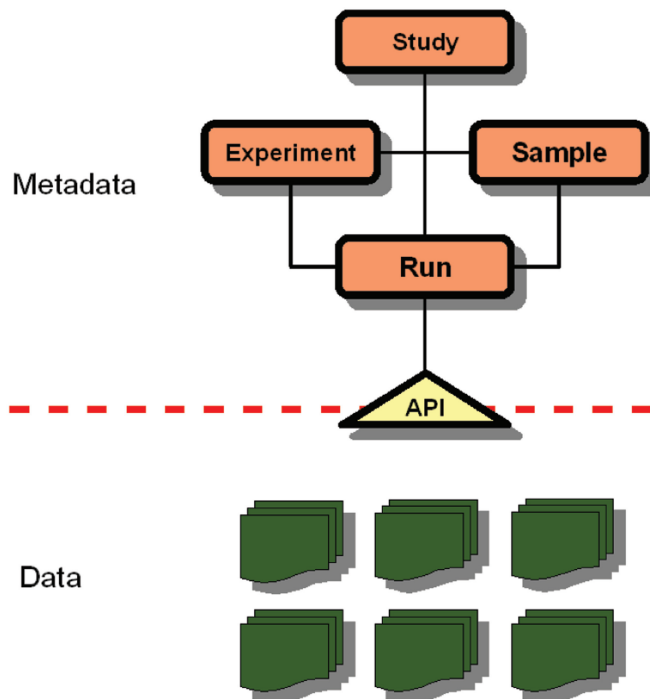 Study
Experiment
Sample
Metadata
Run
API
Data